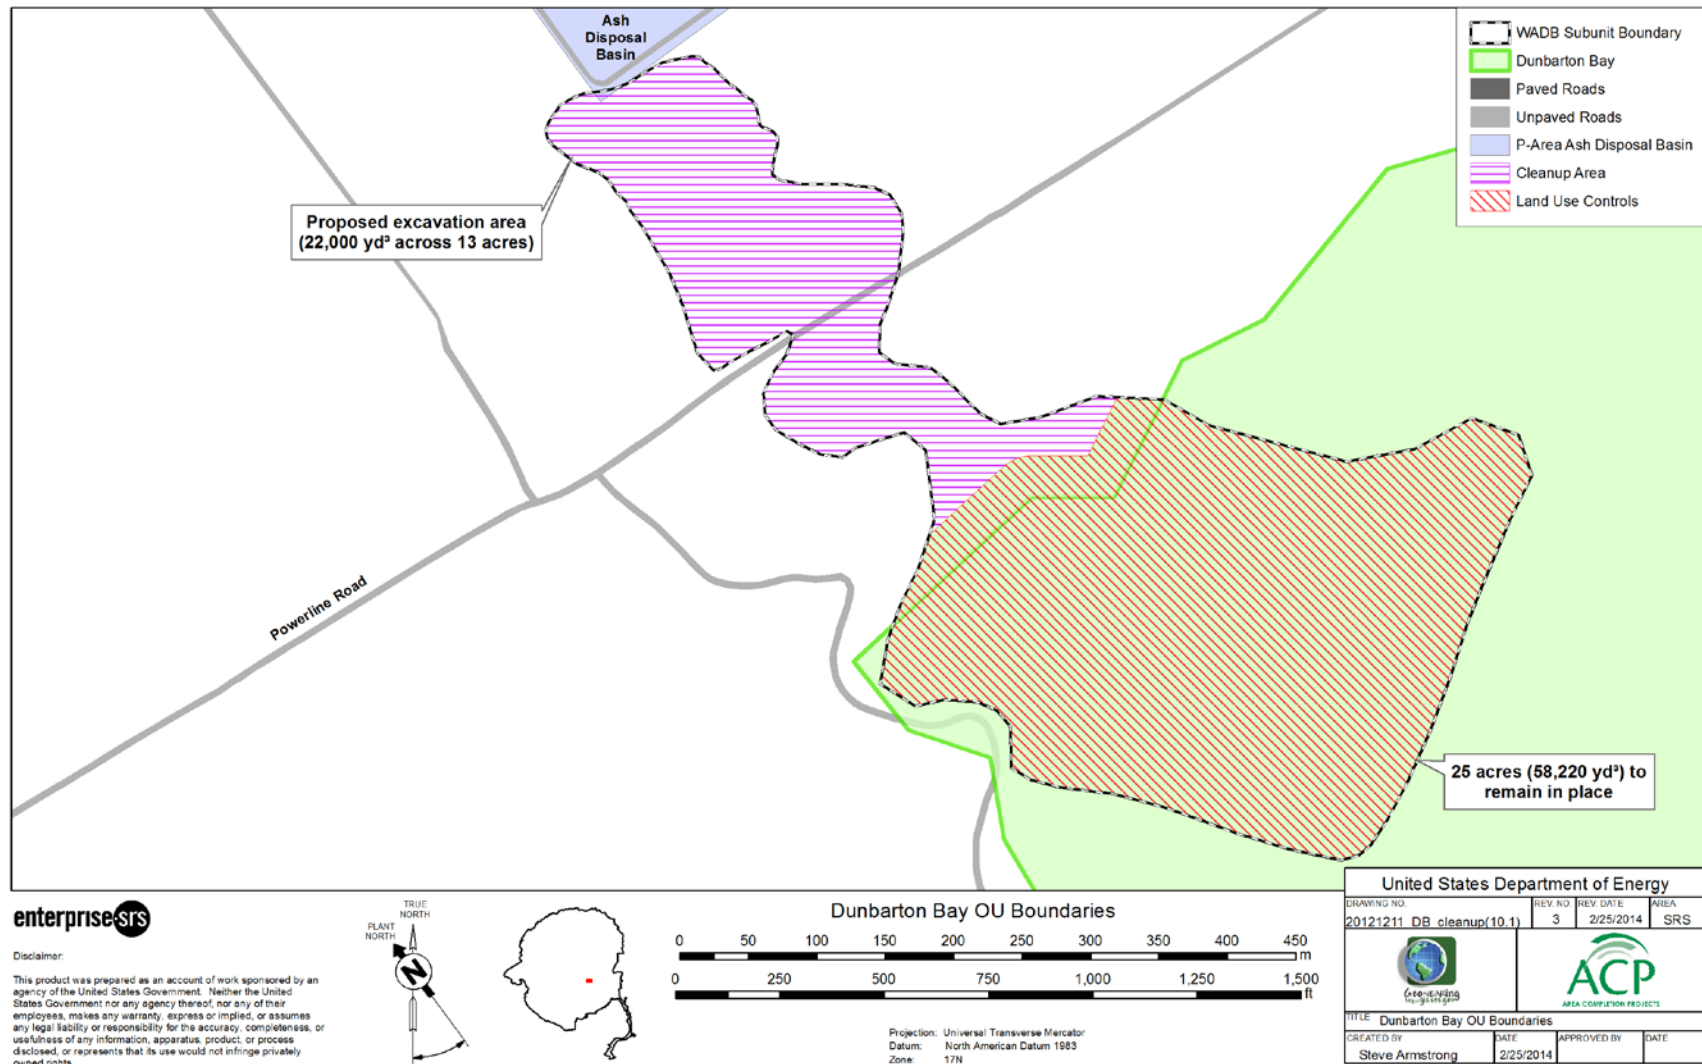 Ash
Disposal
Basin
WADB Subunit Boundary
Dunbarton Bay
Paved Roads
Unpaved Roads
P-Area Ash Disposal Basin
Cleanup Area
Land Use Controls
Proposed excavation area
(22,000 yd³ across 13 acres)
Powerline Road
25 acres (58,220 yd³) to
remain in place
enterprise·srs
Disclaimer:
This product was prepared as an account of work sponsored by an
agency of the United States Government. Neither the United
States Government nor any agency thereof, nor any of their
employees, makes any warranty, express or implied, or assumes
any legal liability or responsibility for the accuracy, completeness, or
usefulness of any information, apparatus, product, or process
disclosed, or represents that its use would not infringe privately
owned rights.
TRUE
NORTH
PLANT
NORTH
N
Dunbarton Bay OU Boundaries
0 50 100 150 200 250 300 350 400 450
m
0 250 500 750 1,000 1,250 1,500
ft
Projection: Universal Transverse Mercator
Datum: North American Datum 1983
Zone: 17N
United States Department of Energy
DRAWING NO. REV. NO. REV. DATE AREA
20121211_DB_cleanup(10.1) 3 2/25/2014 SRS
ACP
AREA COMPLETION PROJECTS
TITLE Dunbarton Bay OU Boundaries
CREATED BY DATE APPROVED BY DATE
Steve Armstrong 2/25/2014